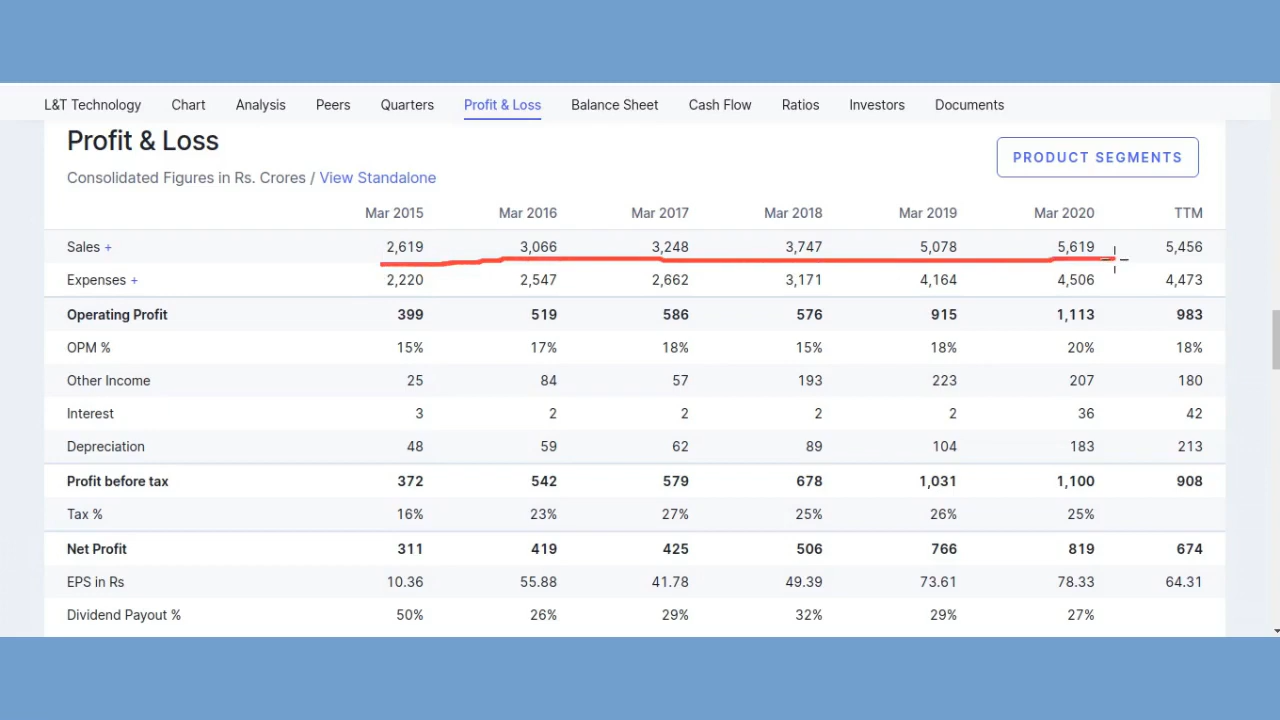 L&T Technology Chart Analysis Peers Quarters Profit & Loss Balance Sheet Cash Flow Ratios Investors Documents
Profit & Loss
PRODUCT SEGMENTS
Consolidated Figures in Rs. Crores / View Standalone
Mar 2015 Mar 2016 Mar 2017 Mar 2018 Mar 2019 Mar 2020 TTM
Sales + 2,619 3,066 3,248 3,747 5,078 5,619 5,456
Expenses + 2,220 2,547 2,662 3,171 4,164 4,506 4,473
Operating Profit 399 519 586 576 915 1,113 983
OPM % 15% 17% 18% 15% 18% 20% 18%
Other Income 25 84 57 193 223 207 180
Interest 3 2 2 2 2 36 42
Depreciation 48 59 62 89 104 183 213
Profit before tax 372 542 579 678 1,031 1,100 908
Tax % 16% 23% 27% 25% 26% 25%
Net Profit 311 419 425 506 766 819 674
EPS in Rs 10.36 55.88 41.78 49.39 73.61 78.33 64.31
Dividend Payout % 50% 26% 29% 32% 29% 27%